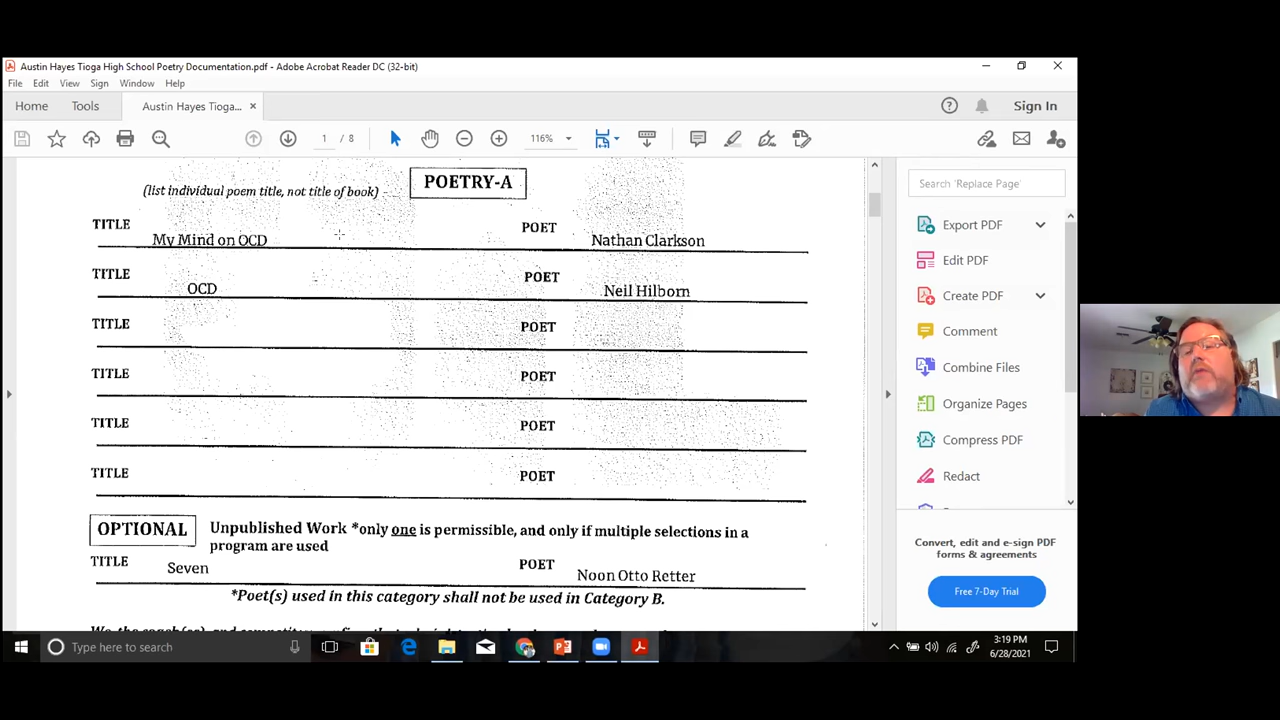 Austin Hayes Tioga High School Poetry Documentation.pdf - Adobe Acrobat Reader DC (32-bit)
File Edit View Sign Window Help
Home Tools Austin Hayes Tioga... × Sign In
1 / 8 116%
POETRY-A
(list individual poem title, not title of book)
TITLE My Mind on OCD POET Nathan Clarkson
TITLE OCD POET Neil Hilborn
TITLE POET
TITLE POET
TITLE POET
TITLE POET
OPTIONAL Unpublished Work *only one is permissible, and only if multiple selections in a
program are used
TITLE Seven POET Noon Otto Retter
*Poet(s) used in this category shall not be used in Category B.
Search 'Replace Page'
Export PDF
Edit PDF
Create PDF
Comment
Combine Files
Organize Pages
Compress PDF
Redact
Convert, edit and e-sign PDF
forms & agreements
Free 7-Day Trial
Type here to search
3:19 PM
6/28/2021